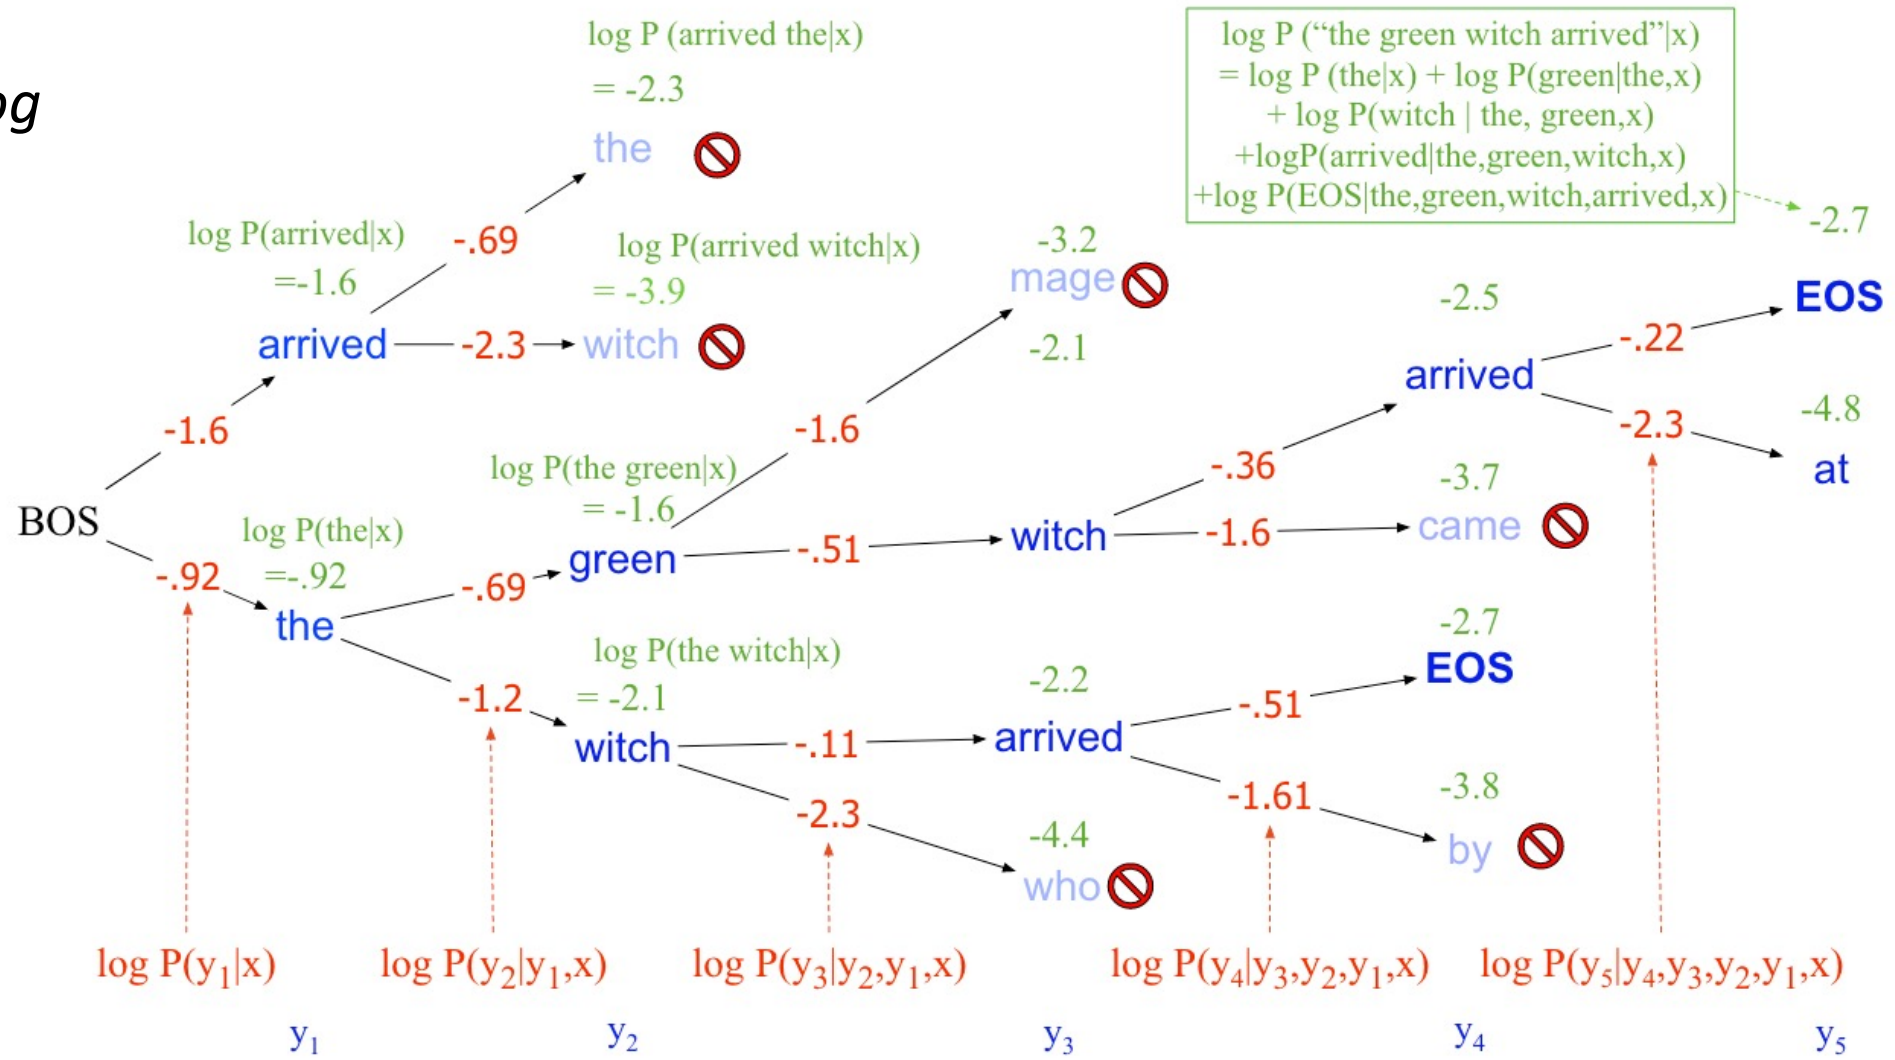 og
log P (arrived the|x)
= -2.3
the
log P ("the green witch arrived"|x)
= log P (the|x) + log P(green|the,x)
+ log P(witch | the, green,x)
+logP(arrived|the,green,witch,x)
+log P(EOS|the,green,witch,arrived,x)
-2.7
log P(arrived|x)
=-1.6
-.69
log P(arrived witch|x)
= -3.9
-3.2
mage
-2.5
EOS
arrived
-2.3
witch
-2.1
-.22
arrived
-1.6
-1.6
-2.3
-4.8
at
log P(the green|x)
= -1.6
-.36
-3.7
came
BOS
log P(the|x)
=-.92
-.92
-.69
green
-.51
witch
-1.6
the
log P(the witch|x)
= -2.1
-2.7
EOS
-1.2
witch
-2.2
-.11
arrived
-.51
-2.3
-1.61
-3.8
by
-4.4
who
log P(y1|x)
log P(y2|y1,x)
log P(y3|y2,y1,x)
log P(y4|y3,y2,y1,x)
log P(y5|y4,y3,y2,y1,x)
y1
y2
y3
y4
y5